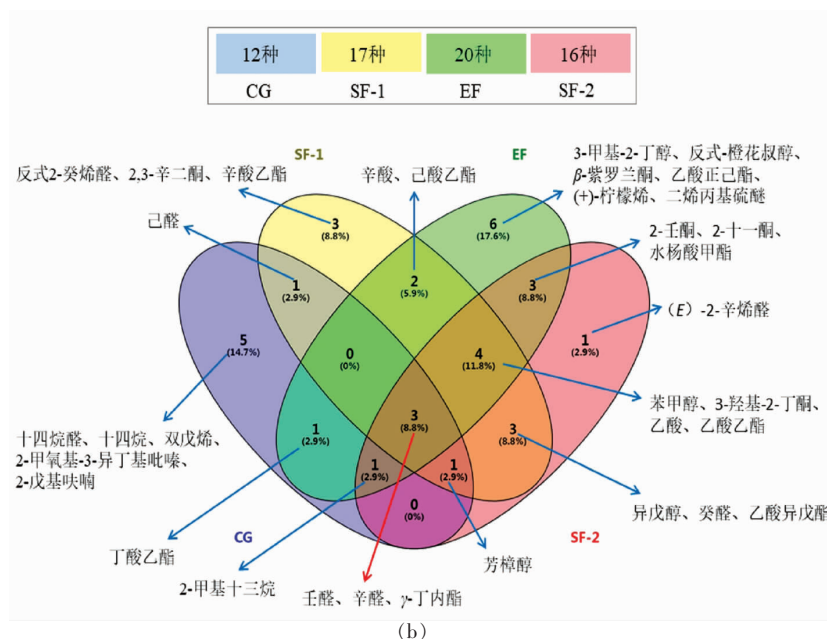 12种 17种 20种 16种
CG SF-1 EF SF-2
SF-1 EF
反式2-癸烯醛、2,3-辛二酮、辛酸乙酯
辛酸、己酸乙酯
3-甲基-2-丁醇、反式-橙花叔醇、
β-紫罗兰酮、乙酸正己酯、
(+)-柠檬烯、二烯丙基硫醚
己醛
3
(8.8%)
6
(17.6%)
2-壬酮、2-十一酮、
水杨酸甲酯
1
(2.9%)
2
(5.9%)
3
(8.8%)
(E)-2-辛烯醛
5
(14.7%)
0
(0%)
4
(11.8%)
1
(2.9%)
苯甲醇、3-羟基-2-丁酮、
乙酸、乙酸乙酯
十四烷醛、十四烷、双戊烯、
2-甲氧基-3-异丁基吡嗪、
2-戊基呋喃
1
(2.9%)
3
(8.8%)
3
(8.8%)
1
(2.9%)
1
(2.9%)
0
(0%)
异戊醇、癸醛、乙酸异戊酯
CG SF-2
丁酸乙酯
芳樟醇
2-甲基十三烷
壬醛、辛醛、γ-丁内酯
(b)